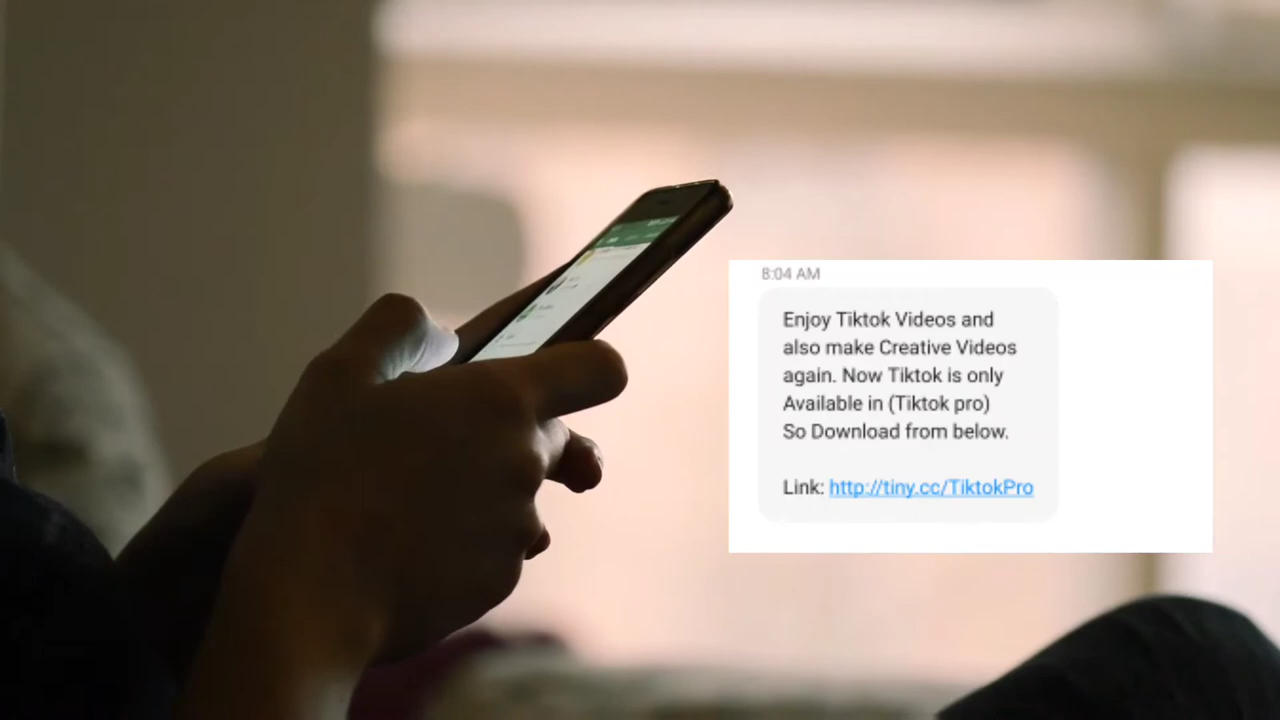 8:04 AM
Enjoy Tiktok Videos and
also make Creative Videos
again. Now Tiktok is only
Available in (Tiktok pro)
So Download from below.
Link: http://tiny.cc/TiktokPro